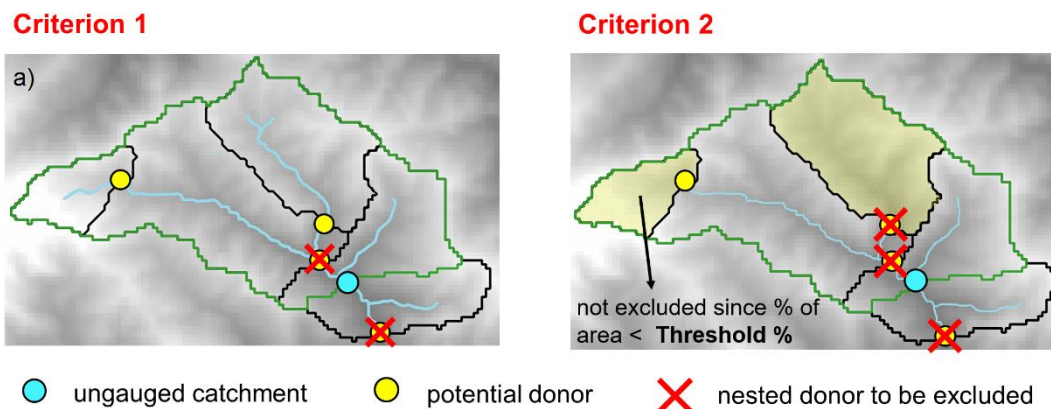 Criterion 1
Criterion 2
a)
not excluded since % of
area < Threshold %
ungauged catchment
potential donor
nested donor to be excluded